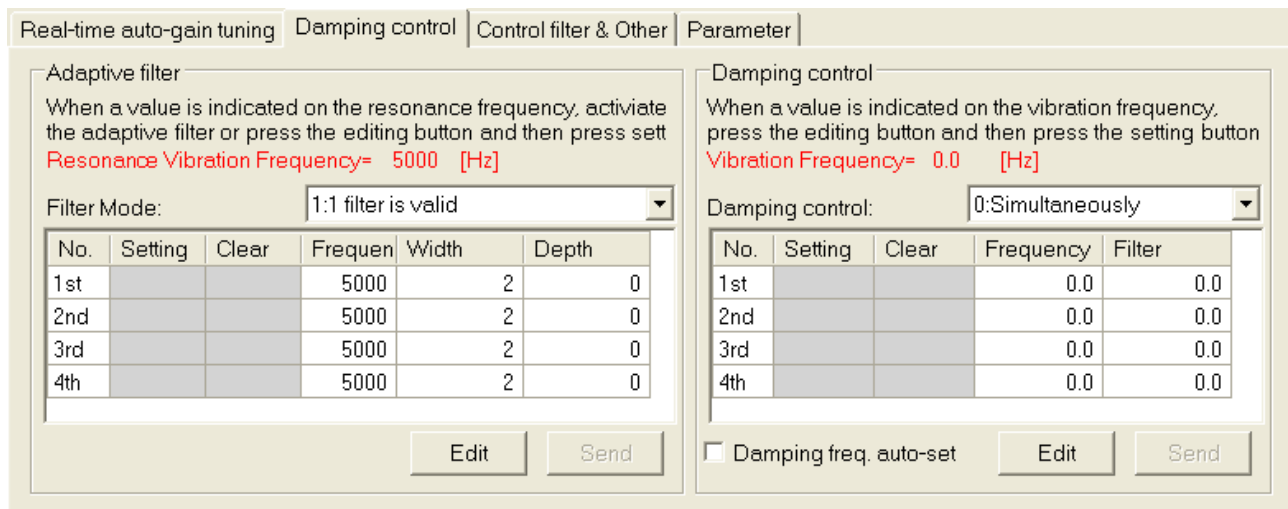 Real-time auto-gain tuning Damping control Control filter & Other Parameter
Adaptive filter
When a value is indicated on the resonance frequency, activiate
the adaptive filter or press the editing button and then press sett
Resonance Vibration Frequency= 5000 [Hz]
Filter Mode: 1:1 filter is valid
No. Setting Clear Frequen Width Depth
1st 5000 2 0
2nd 5000 2 0
3rd 5000 2 0
4th 5000 2 0
Edit Send
Damping control
When a value is indicated on the vibration frequency,
press the editing button and then press the setting button
Vibration Frequency= 0.0 [Hz]
Damping control: 0:Simultaneously
No. Setting Clear Frequency Filter
1st 0.0 0.0
2nd 0.0 0.0
3rd 0.0 0.0
4th 0.0 0.0
Damping freq. auto-set Edit Send